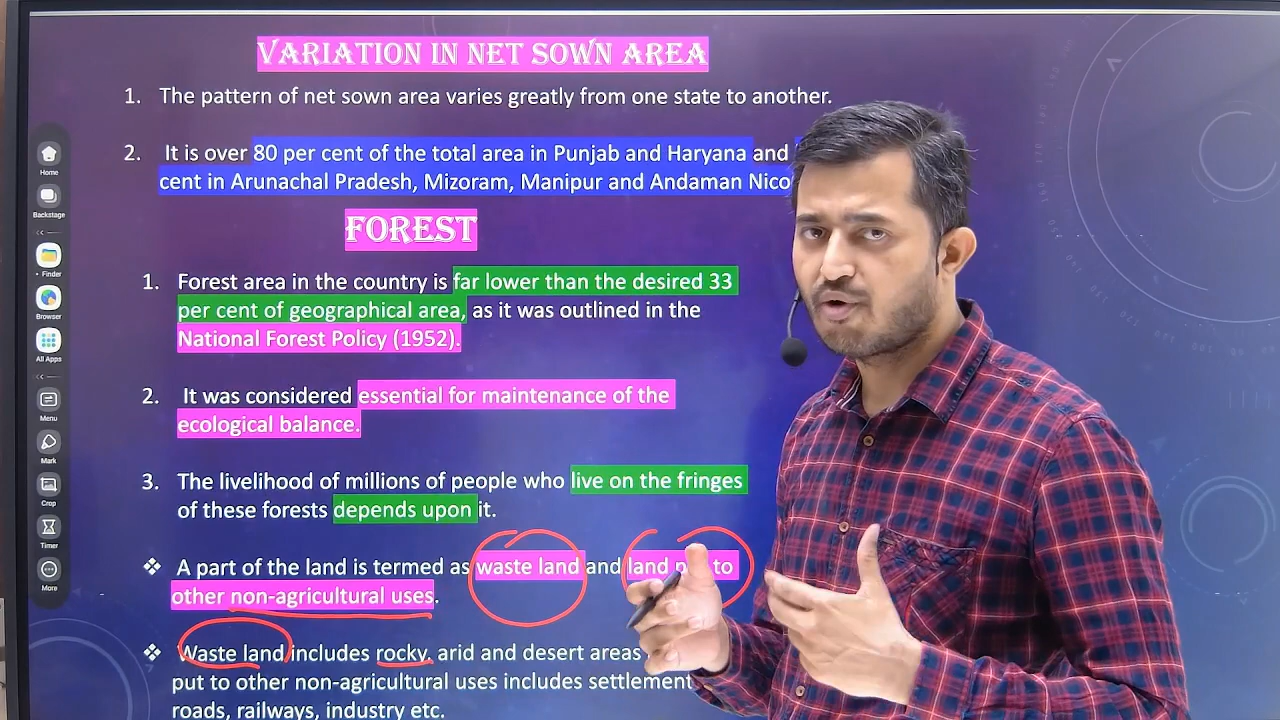 VARIATION IN NET SOWN AREA
1. The pattern of net sown area varies greatly from one state to another.
2. It is over 80 per cent of the total area in Punjab and Haryana and
cent in Arunachal Pradesh, Mizoram, Manipur and Andaman Nico
FOREST
1. Forest area in the country is far lower than the desired 33
per cent of geographical area, as it was outlined in the
National Forest Policy (1952).
2. It was considered essential for maintenance of the
ecological balance.
3. The livelihood of millions of people who live on the fringes
of these forests depends upon it.
❖ A part of the land is termed as waste land and land to
other non-agricultural uses.
❖ Waste land includes rocky, arid and desert areas
put to other non-agricultural uses includes settlement
roads, railways, industry etc.
Home
Backstage
Finder
Browser
All Apps
Menu
Mark
Crop
Timer
More